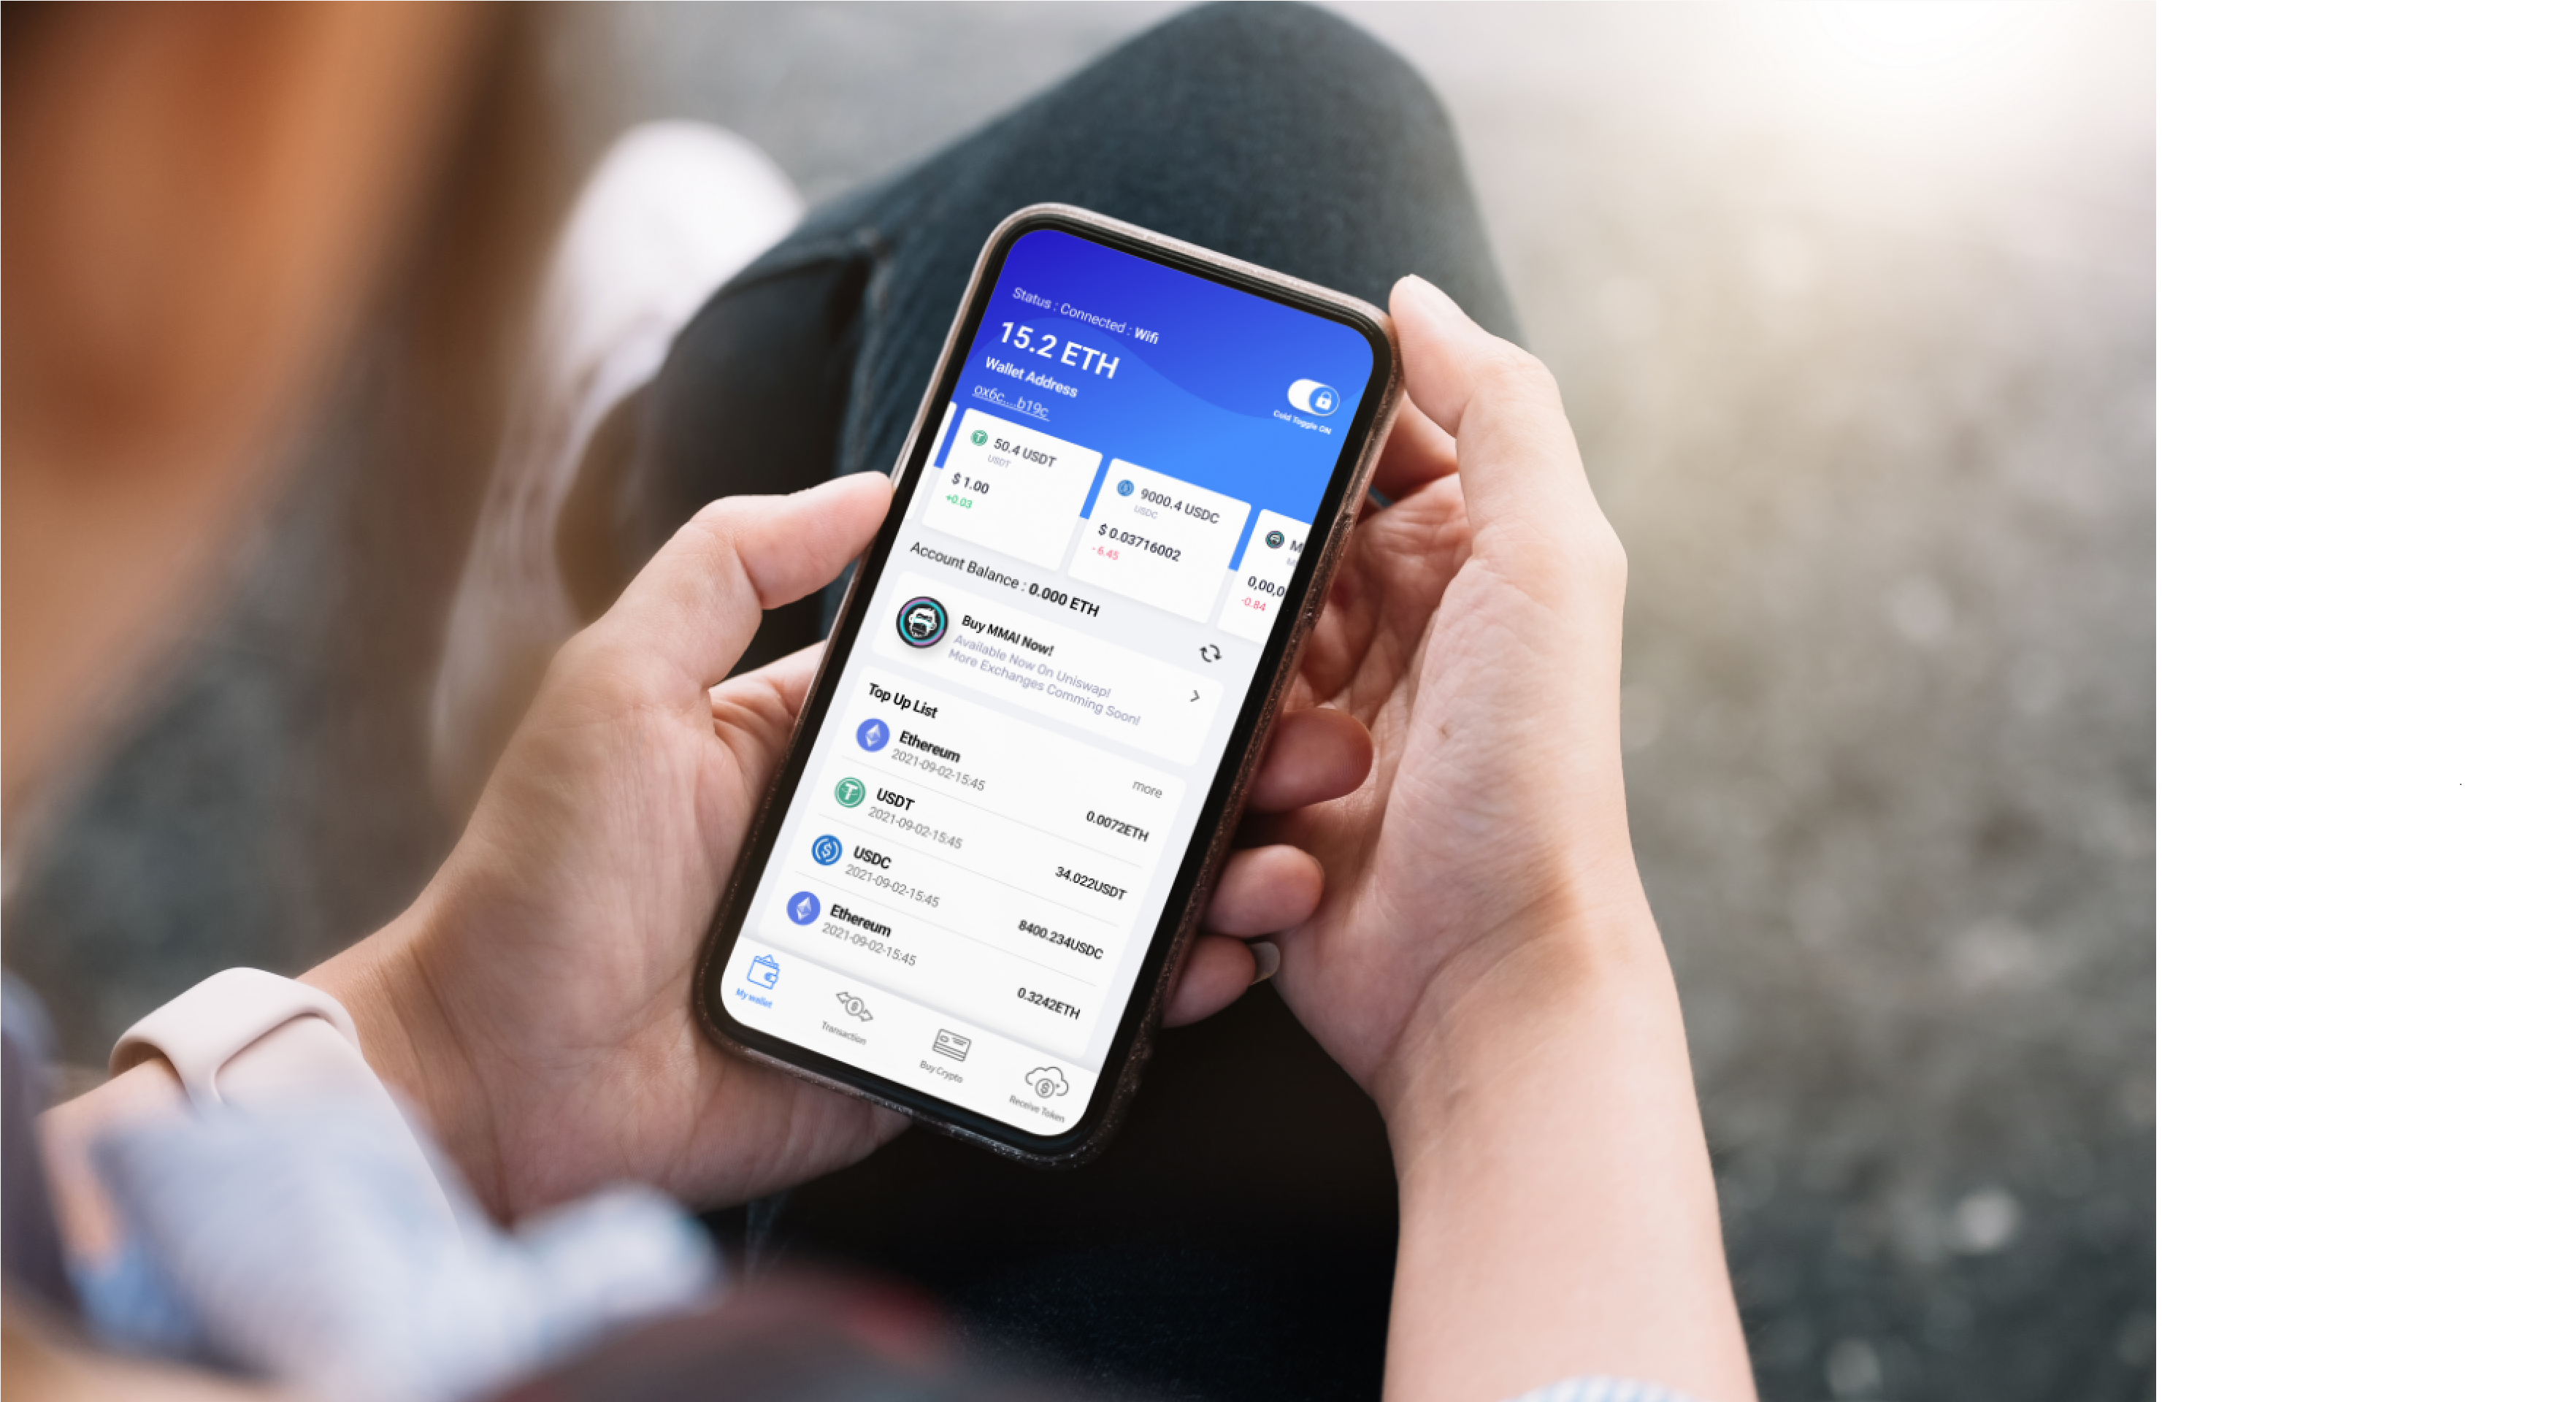 Status : Connected : Wifi
15.2 ETH
Wallet Address
ox6c....b19c
Cold Toggle ON
50.4 USDT
USDT
$ 1.00
+0.03
9000.4 USDC
USDC
$ 0.03716002
- 6.45
0,00,0
-0.84
Account Balance : 0.000 ETH
Buy MMAI Now!
Available Now On Uniswap!
More Exchanges Comming Soon!
Top Up List
more
Ethereum
2021-09-02-15:45
0.0072ETH
USDT
2021-09-02-15:45
34.022USDT
USDC
2021-09-02-15:45
8400.234USDC
Ethereum
2021-09-02-15:45
0.3242ETH
My wallet
Transaction
Buy Crypto
Receive Token